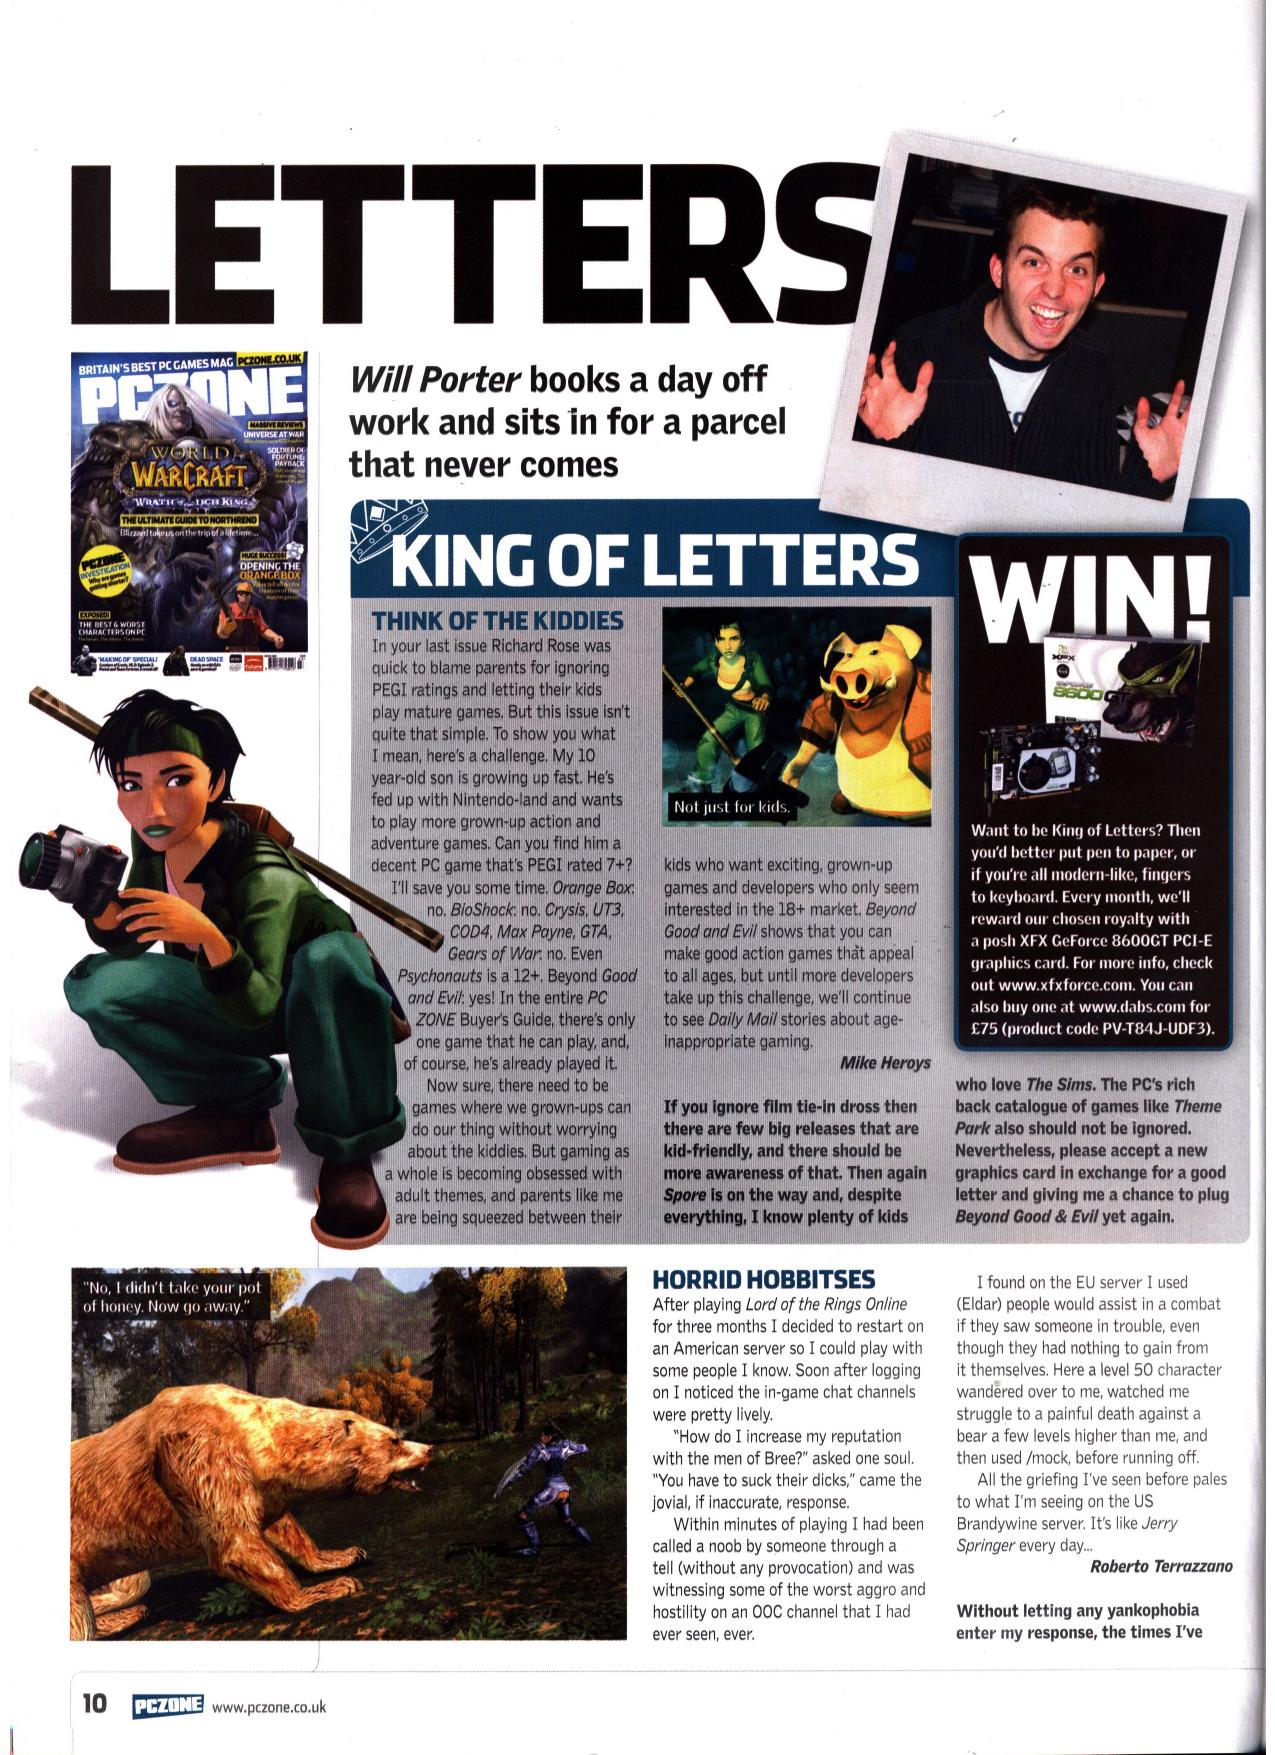 LETTERS
BRITAIN'S BEST PC GAMES MAG PCZONE.CO.UK
PCZONE
MASSIVE REVIEWS
UNIVERSE AT WAR
SOLDIER OF
FORTUNE:
PAYBACK
WORLD
WARCRAFT
WRATH OF THE LICH KING
THE ULTIMATE GUIDE TO NORTHREND
Blizzard take us on the trip of a lifetime...
PCZONE
INVESTIGATION
Why are games
getting shorter?
HUGE SUCCESS!
OPENING THE
ORANGE BOX
EXPOSED!
THE BEST & WORST
CHARACTERS ON PC
'MAKING OF' SPECIAL!
DEAD SPACE
Will Porter books a day off
work and sits in for a parcel
that never comes
KING OF LETTERS
THINK OF THE KIDDIES
In your last issue Richard Rose was
quick to blame parents for ignoring
PEGI ratings and letting their kids
play mature games. But this issue isn't
quite that simple. To show you what
I mean, here's a challenge. My 10
year-old son is growing up fast. He's
fed up with Nintendo-land and wants
to play more grown-up action and
adventure games. Can you find him a
decent PC game that's PEGI rated 7+?
I'll save you some time. Orange Box:
no. BioShock: no. Crysis, UT3,
COD4, Max Payne, GTA,
Gears of War: no. Even
Psychonauts is a 12+. Beyond Good
and Evil: yes! In the entire PC
ZONE Buyer's Guide, there's only
one game that he can play, and,
of course, he's already played it.
Now sure, there need to be
games where we grown-ups can
do our thing without worrying
about the kiddies. But gaming as
a whole is becoming obsessed with
adult themes, and parents like me
are being squeezed between their
Not just for kids.
kids who want exciting, grown-up
games and developers who only seem
interested in the 18+ market. Beyond
Good and Evil shows that you can
make good action games that appeal
to all ages, but until more developers
take up this challenge, we'll continue
to see Daily Mail stories about age-
inappropriate gaming.
Mike Heroys
If you ignore film tie-in dross then
there are few big releases that are
kid-friendly, and there should be
more awareness of that. Then again
Spore is on the way and, despite
everything, I know plenty of kids
WIN!
XFX
8600GT
Want to be King of Letters? Then
you'd better put pen to paper, or
if you're all modern-like, fingers
to keyboard. Every month, we'll
reward our chosen royalty with
a posh XFX GeForce 8600GT PCI-E
graphics card. For more info, check
out www.xfxforce.com. You can
also buy one at www.dabs.com for
£75 (product code PV-T84J-UDF3).
who love The Sims. The PC's rich
back catalogue of games like Theme
Park also should not be ignored.
Nevertheless, please accept a new
graphics card in exchange for a good
letter and giving me a chance to plug
Beyond Good & Evil yet again.
"No, I didn't take your pot
of honey. Now go away."
HORRID HOBBITSES
After playing Lord of the Rings Online
for three months I decided to restart on
an American server so I could play with
some people I know. Soon after logging
on I noticed the in-game chat channels
were pretty lively.
"How do I increase my reputation
with the men of Bree?" asked one soul.
"You have to suck their dicks," came the
jovial, if inaccurate, response.
Within minutes of playing I had been
called a noob by someone through a
tell (without any provocation) and was
witnessing some of the worst aggro and
hostility on an OOC channel that I had
ever seen, ever.
I found on the EU server I used
(Eldar) people would assist in a combat
if they saw someone in trouble, even
though they had nothing to gain from
it themselves. Here a level 50 character
wandered over to me, watched me
struggle to a painful death against a
bear a few levels higher than me, and
then used /mock, before running off.
All the griefing I've seen before pales
to what I'm seeing on the US
Brandywine server. It's like Jerry
Springer every day...
Roberto Terrazzano
Without letting any yankophobia
enter my response, the times I've
10 PCZONE www.pczone.co.uk